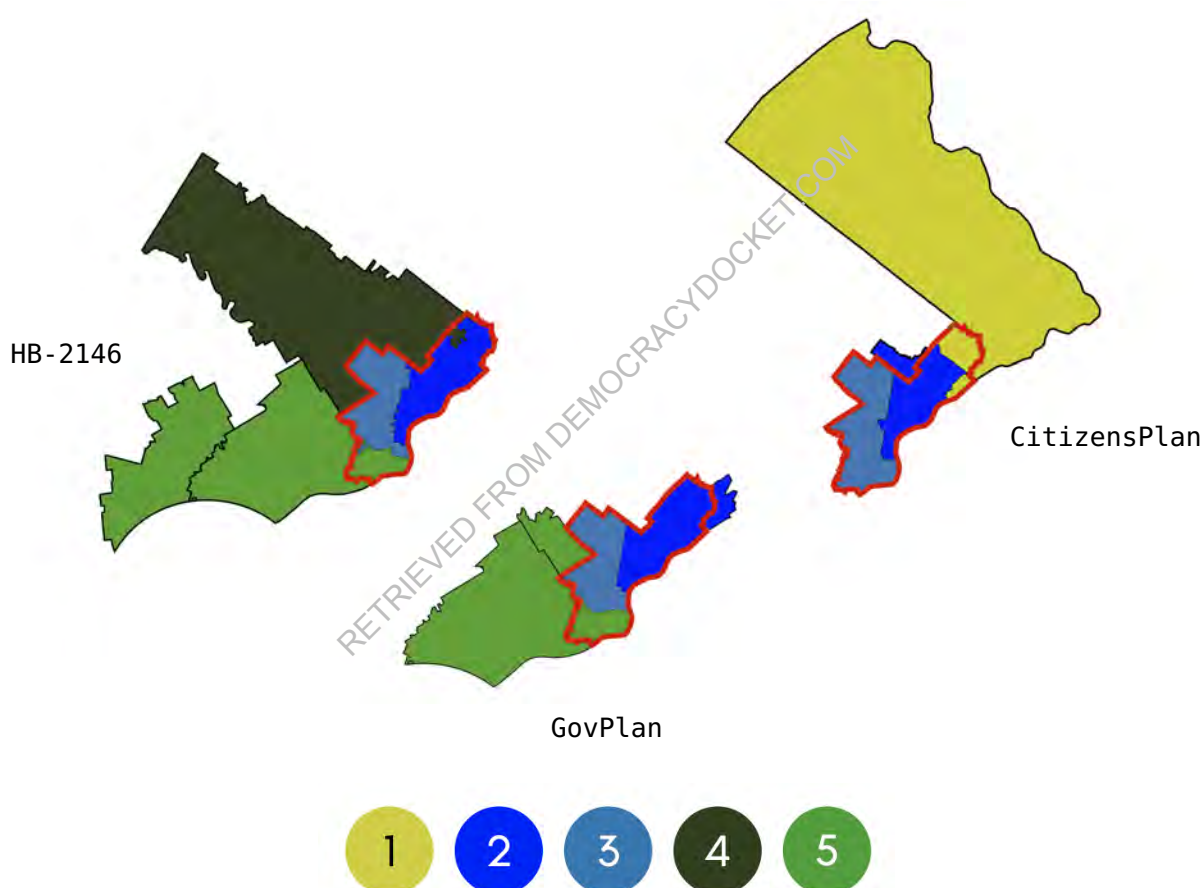 HB-2146
RETRIEVED FROM DEMOCRACYDOCKET.COM
CitizensPlan
GovPlan
1 2 3 4 5